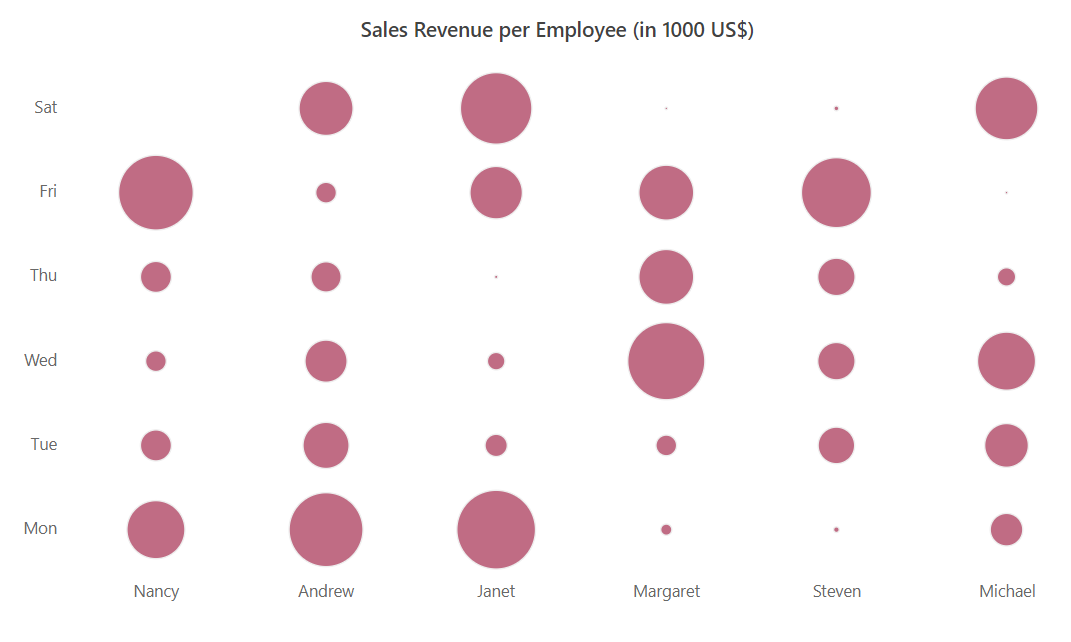 Sales Revenue per Employee (in 1000 US$)
Sat
Fri
Thu
Wed
Tue
Mon
Nancy Andrew Janet Margaret Steven Michael